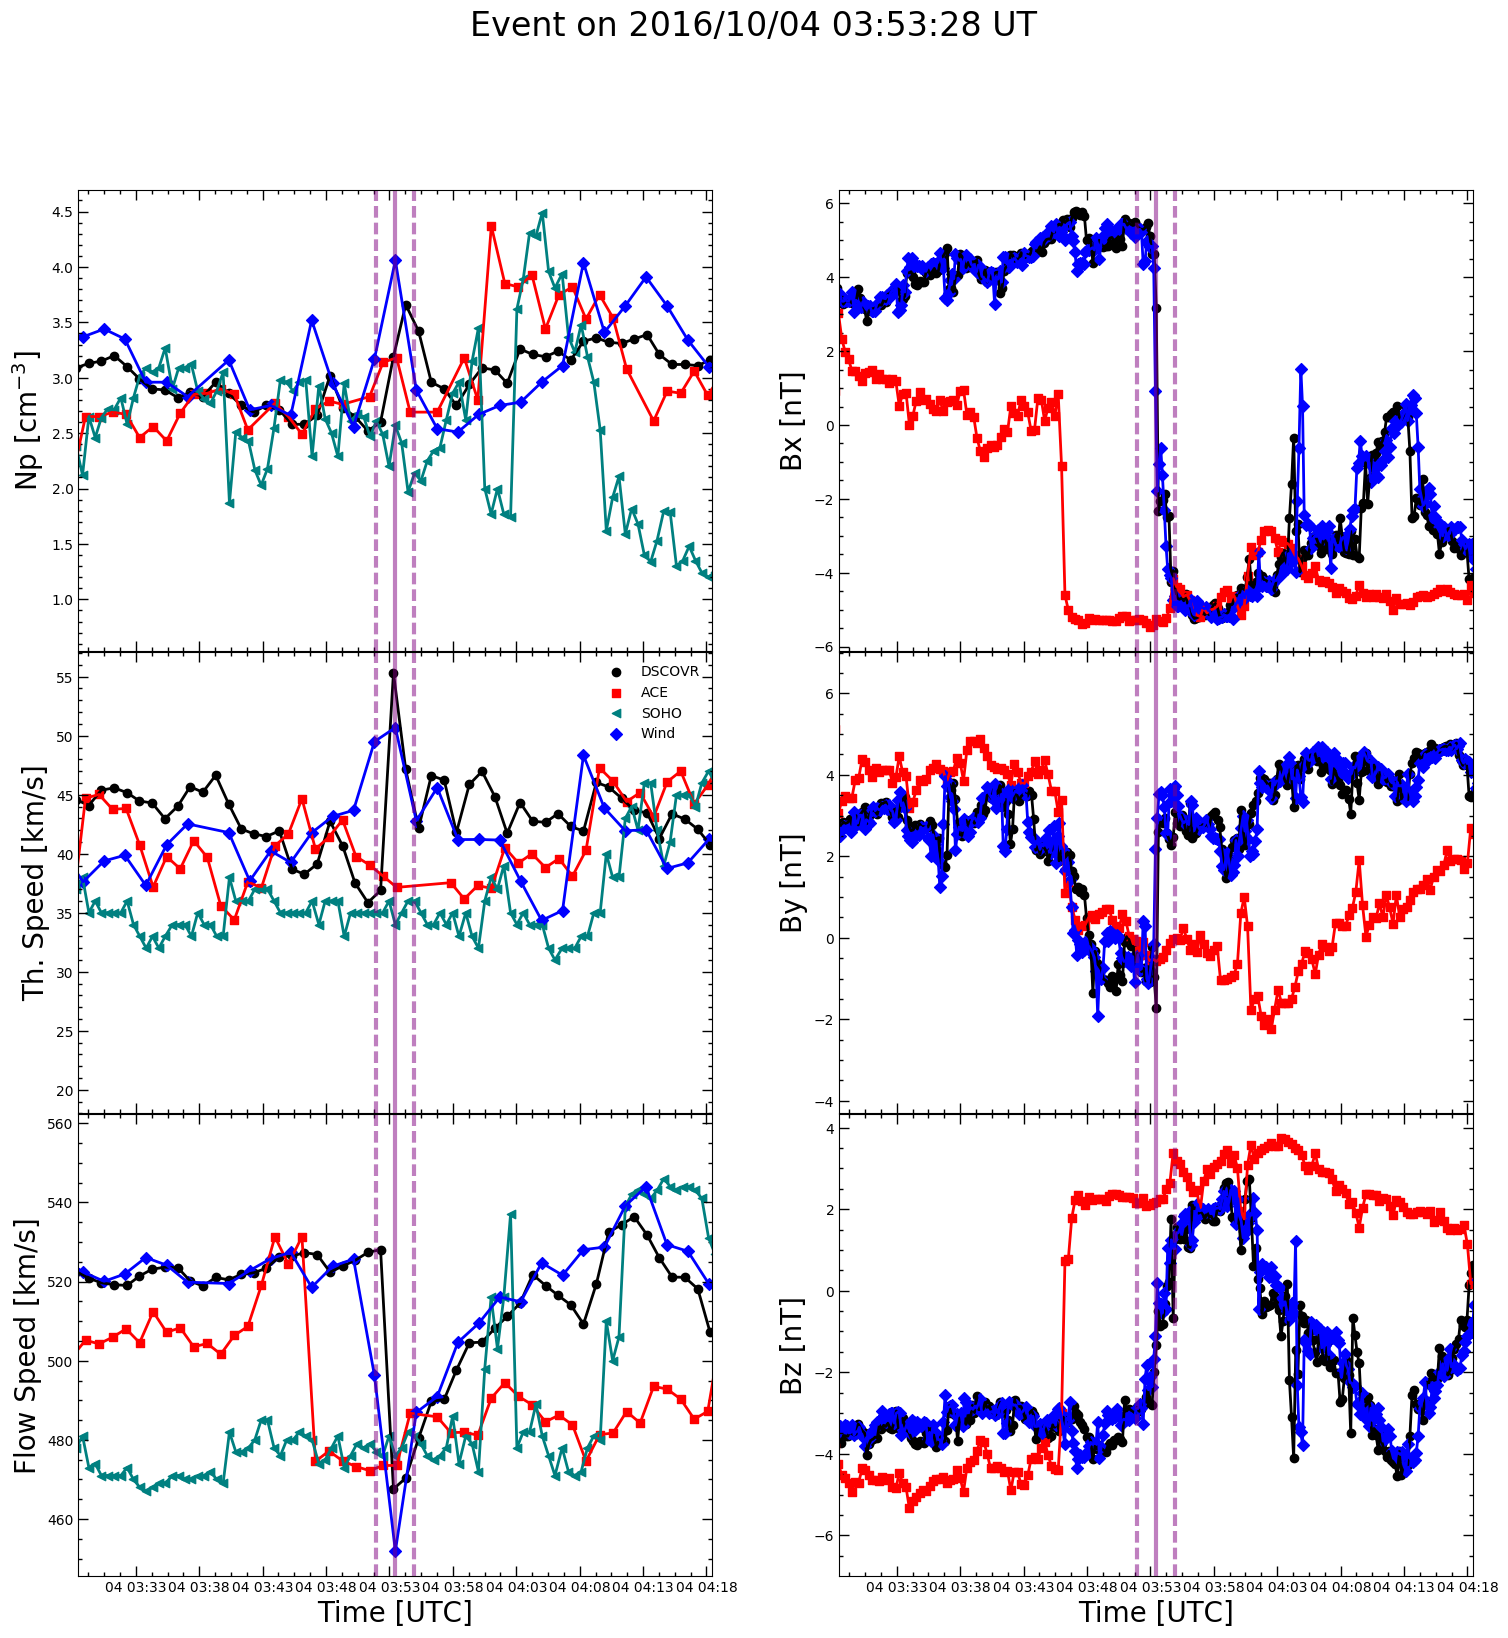 Event on 2016/10/04 03:53:28 UT
Np [cm⁻³]
4.5
4.0
3.5
3.0
2.5
2.0
1.5
1.0
Th. Speed [km/s]
55
50
45
40
35
30
25
20
DSCOVR
ACE
SOHO
Wind
Flow Speed [km/s]
560
540
520
500
480
460
04 03:33 04 03:38 04 03:43 04 03:48 04 03:53 04 03:58 04 04:03 04 04:08 04 04:13 04 04:18
Time [UTC]
Bx [nT]
6
4
2
0
−2
−4
−6
By [nT]
6
4
2
0
−2
−4
Bz [nT]
4
2
0
−2
−4
−6
04 03:33 04 03:38 04 03:43 04 03:48 04 03:53 04 03:58 04 04:03 04 04:08 04 04:13 04 04:18
Time [UTC]